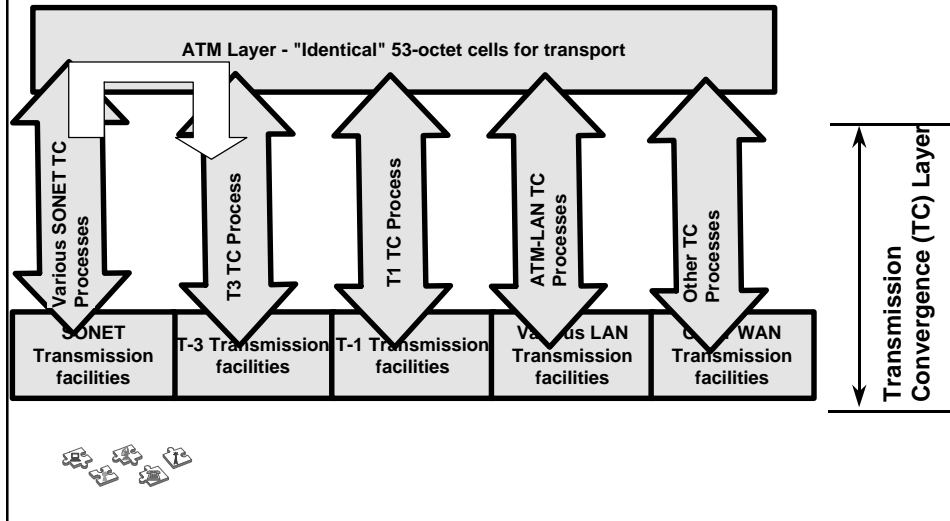 ATM Layer - "Identical" 53-octet cells for transport
Various SONET TC
Processes
T3 TC Process
T1 TC Process
ATM-LAN TC
Processes
Other TC
Processes
SONET
Transmission
facilities
T-3 Transmission
facilities
T-1 Transmission
facilities
LAN
Transmission
facilities
WAN
Transmission
facilities
Transmission
Convergence (TC) Layer